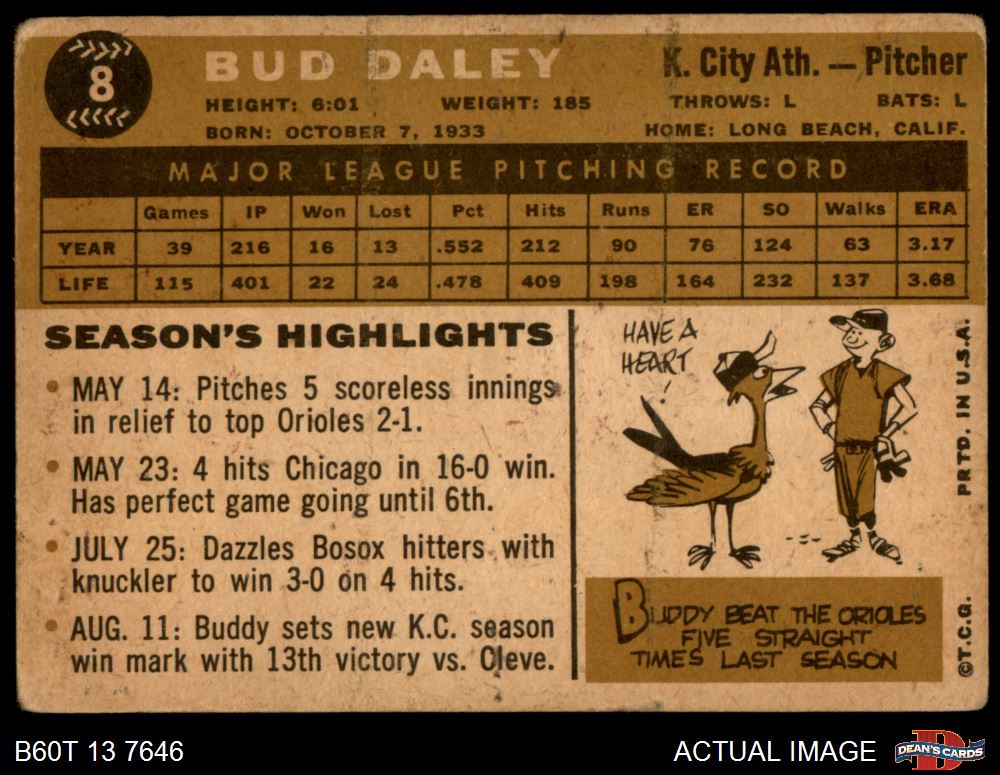 8
BUD DALEY
K. City Ath. — Pitcher
HEIGHT: 6:01 WEIGHT: 185 THROWS: L BATS: L
BORN: OCTOBER 7, 1933 HOME: LONG BEACH, CALIF.
MAJOR LEAGUE PITCHING RECORD
Games IP Won Lost Pct Hits Runs ER SO Walks ERA
YEAR 39 216 16 13 .552 212 90 76 124 63 3.17
LIFE 115 401 22 24 .478 409 198 164 232 137 3.68
SEASON'S HIGHLIGHTS
• MAY 14: Pitches 5 scoreless innings
in relief to top Orioles 2-1.
• MAY 23: 4 hits Chicago in 16-0 win.
Has perfect game going until 6th.
• JULY 25: Dazzles Bosox hitters with
knuckler to win 3-0 on 4 hits.
• AUG. 11: Buddy sets new K.C. season
win mark with 13th victory vs. Cleve.
HAVE A
HEART
!
BUDDY BEAT THE ORIOLES
FIVE STRAIGHT
TIMES LAST SEASON
©T.C.G. PRTD. IN U.S.A.
B60T 13 7646
ACTUAL IMAGE
DEAN'S CARDS